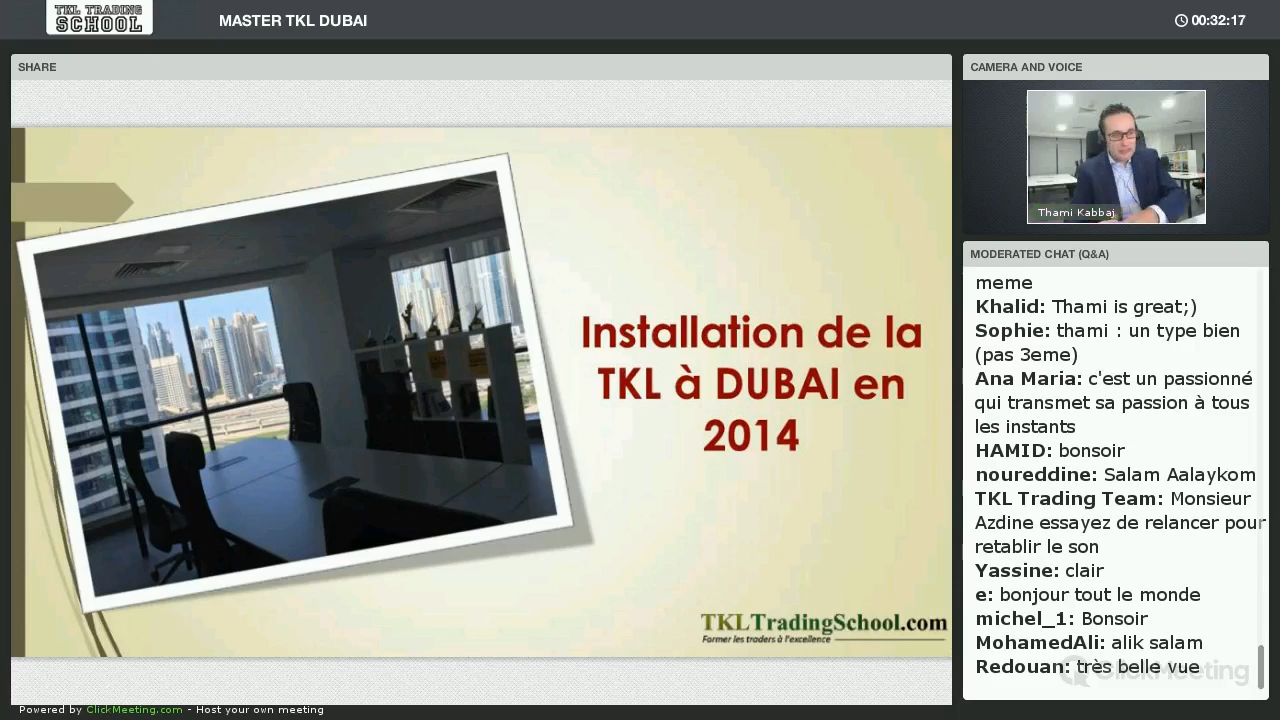 TKL TRADING
SCHOOL
MASTER TKL DUBAI
00:32:17
SHARE
Installation de la
TKL à DUBAI en
2014
TKLTradingSchool.com
Former les traders à l'excellence
CAMERA AND VOICE
Thami Kabbaj
MODERATED CHAT (Q&A)
meme
Khalid: Thami is great;)
Sophie: thami : un type bien
(pas 3eme)
Ana Maria: c'est un passionné
qui transmet sa passion à tous
les instants
HAMID: bonsoir
noureddine: Salam Aalaykom
TKL Trading Team: Monsieur
Azdine essayez de relancer pour
retablir le son
Yassine: clair
e: bonjour tout le monde
michel_1: Bonsoir
MohamedAli: alik salam
Redouan: très belle vue
ClickMeeting
Powered by ClickMeeting.com - Host your own meeting